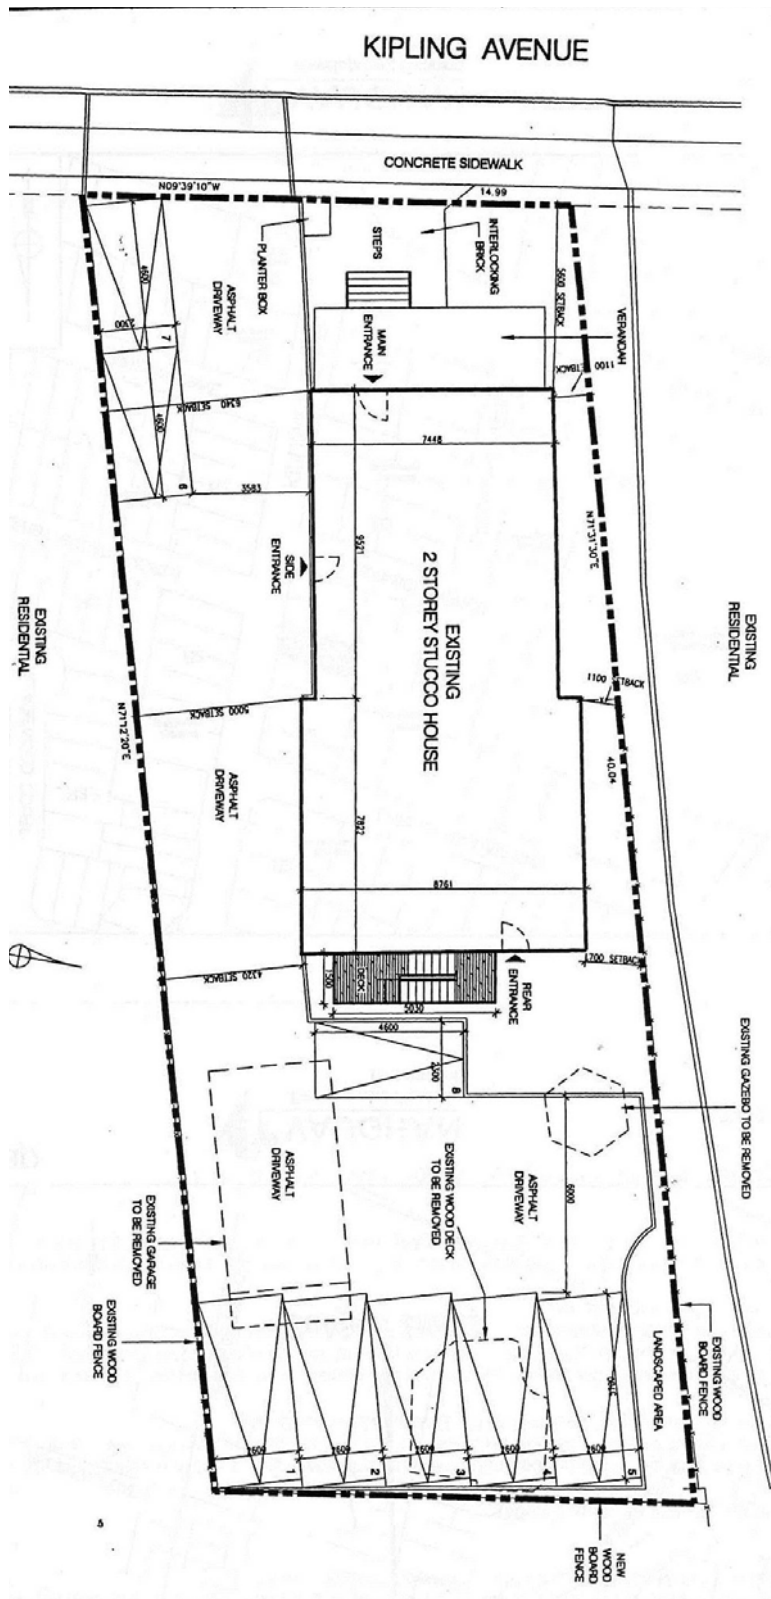 KIPLING AVENUE
CONCRETE SIDEWALK
N09°39'10"W
14.99
PLANTER BOX
STEPS
INTERLOCKING
BRICK
5600 SETBACK
VERANDAH
4600
2300
7
ASPHALT
DRIVEWAY
MAIN
ENTRANCE
1100
SETBACK
6340 SETBACK
4600
6
3583
7448
9521
SIDE
ENTRANCE
N71°31'30"E
EXISTING
2 STOREY STUCCO HOUSE
EXISTING
RESIDENTIAL
EXISTING
RESIDENTIAL
1100 SETBACK
5000 SETBACK
N71°12'20"E
40.04
ASPHALT
DRIVEWAY
7822
8761
4320 SETBACK
1700 SETBACK
REAR
ENTRANCE
DECK
1500
5030
4600
8
EXISTING GAZEBO TO BE REMOVED
6000
ASPHALT
DRIVEWAY
ASPHALT
DRIVEWAY
EXISTING WOOD DECK
TO BE REMOVED
EXISTING GARAGE
TO BE REMOVED
EXISTING WOOD
BOARD FENCE
EXISTING WOOD
BOARD FENCE
LANDSCAPED AREA
2600
2600
2600
2600
2600
1
2
3
4
5
NEW
WOOD
BOARD
FENCE